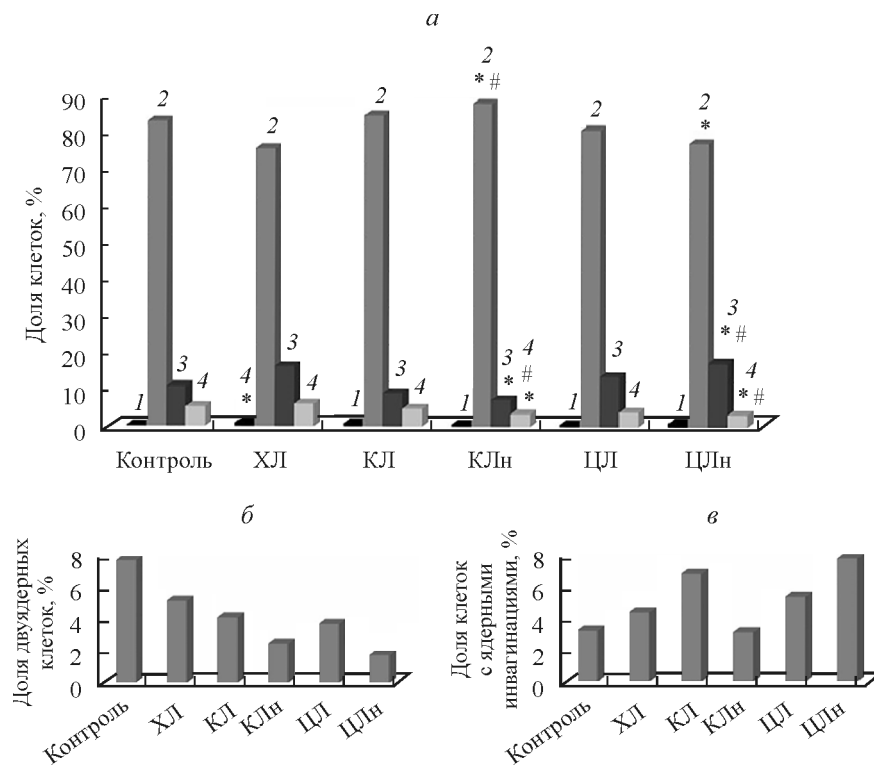 а
Доля клеток, %
90
80
70
60
50
40
30
20
10
0
1 2 3 4
4 * 2 3 4
1 2 3 4
1 2 * # 3 * 4 # *
1 2 3 4
1 2 * 3 * # 4 * #
Контроль ХЛ КЛ КЛн ЦЛ ЦЛн
б
Доля двуядерных
клеток, %
8
6
4
2
0
Контроль ХЛ КЛ КЛн ЦЛ ЦЛн
в
Доля клеток
с ядерными
инвагинациями, %
8
6
4
2
0
Контроль ХЛ КЛ КЛн ЦЛ ЦЛн